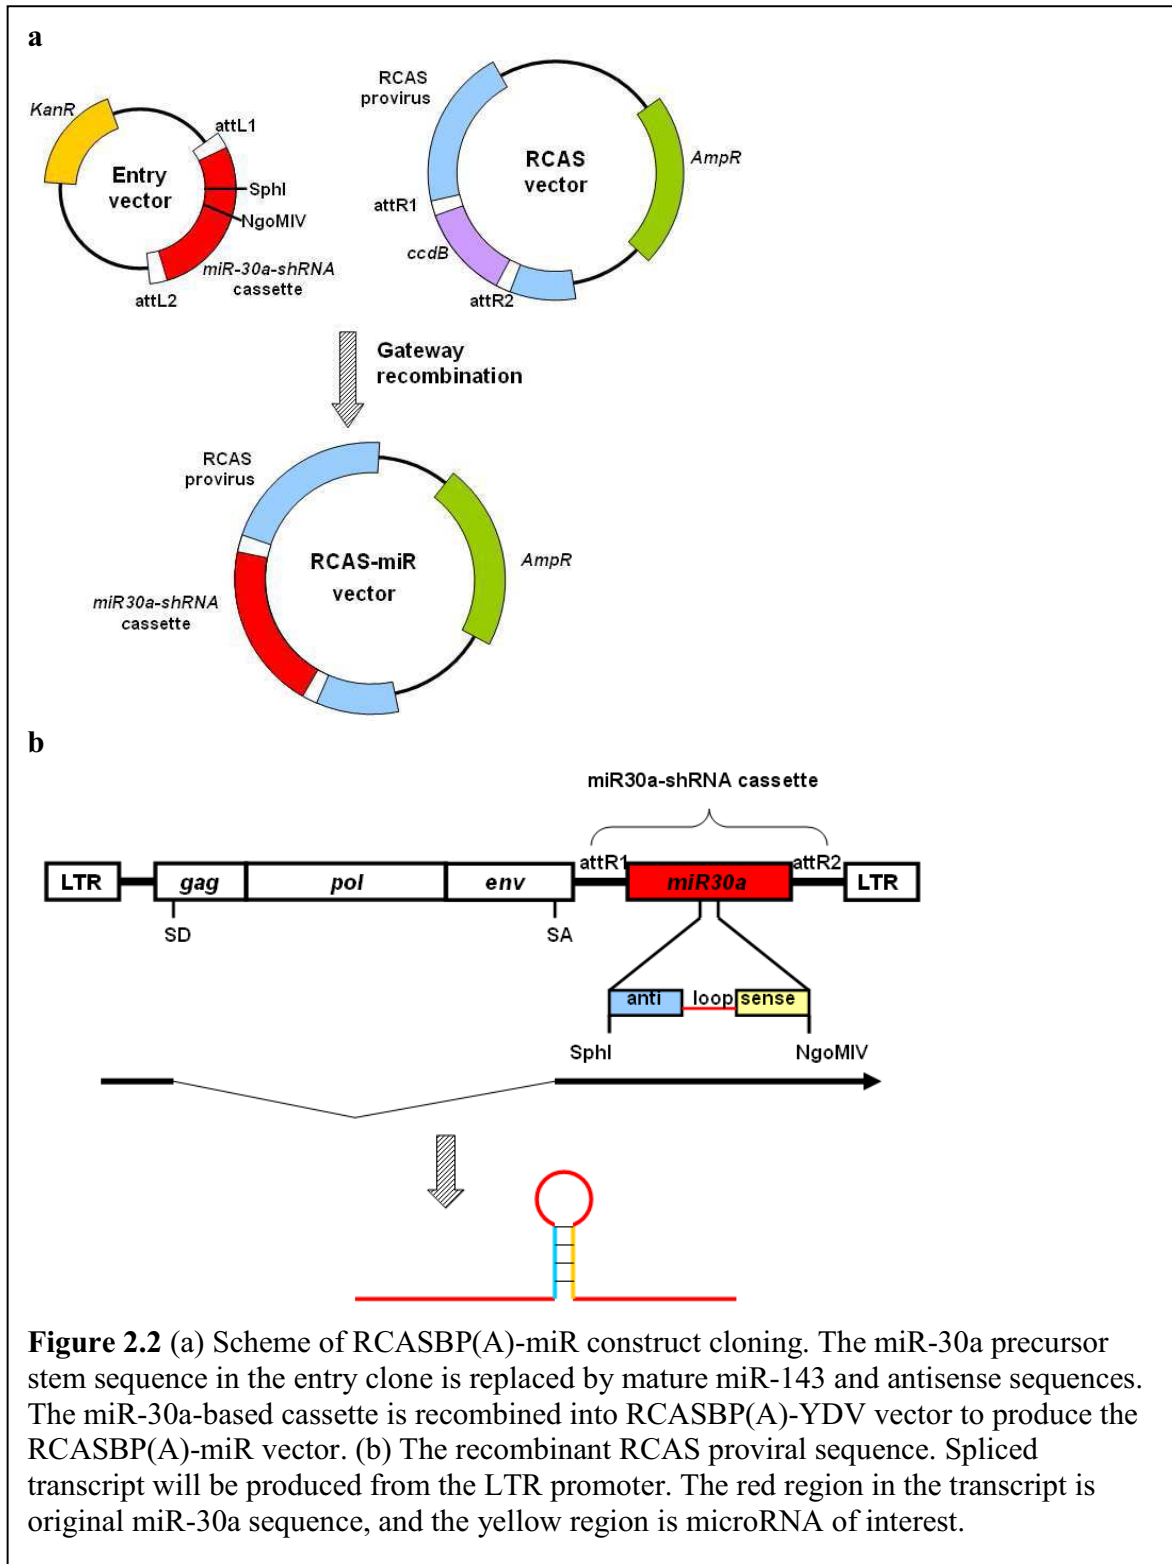 a
KanR
attL1
Entry
vector
SphI
NgoMIV
miR-30a-shRNA
cassette
attL2
RCAS
provirus
RCAS
vector
AmpR
attR1
ccdB
attR2
Gateway
recombination
RCAS
provirus
RCAS-miR
vector
AmpR
miR30a-shRNA
cassette
b
miR30a-shRNA cassette
attR1
attR2
LTR
gag
pol
env
miR30a
LTR
SD
SA
anti
loop
sense
SphI
NgoMIV
Figure 2.2 (a) Scheme of RCASBP(A)-miR construct cloning. The miR-30a precursor
stem sequence in the entry clone is replaced by mature miR-143 and antisense sequences.
The miR-30a-based cassette is recombined into RCASBP(A)-YDV vector to produce the
RCASBP(A)-miR vector. (b) The recombinant RCAS proviral sequence. Spliced
transcript will be produced from the LTR promoter. The red region in the transcript is
original miR-30a sequence, and the yellow region is microRNA of interest.